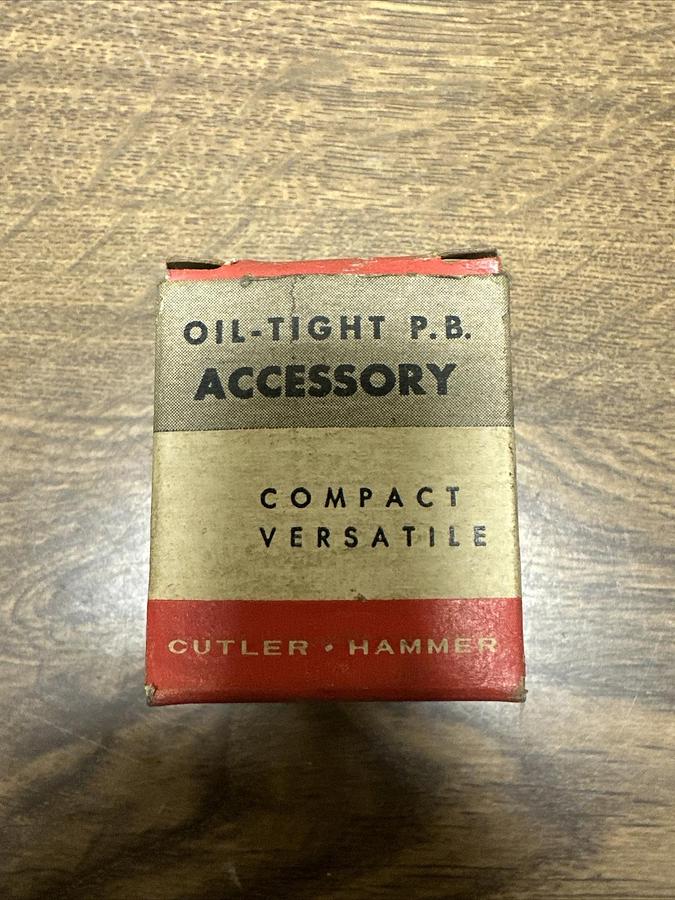 OIL-TIGHT P.B.
ACCESSORY
COMPACT
VERSATILE
CUTLER • HAMMER